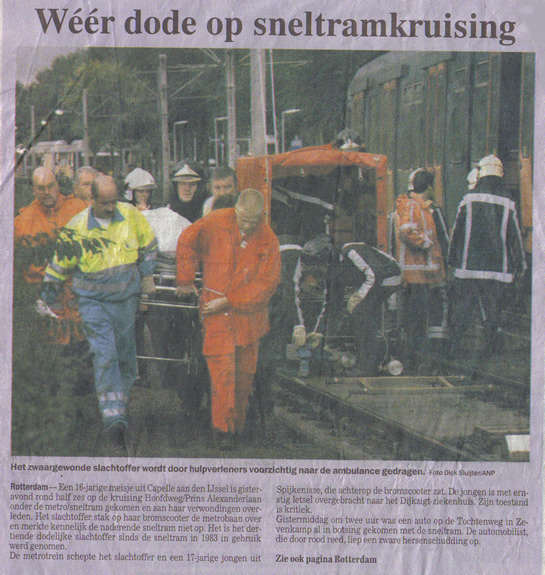 Wéér dode op sneltramkruising
Het zwaargewonde slachtoffer wordt door hulpverleners voorzichtig naar de ambulance gedragen. Foto Dick Sluijter/ANP
Rotterdam — Een 16-jarige meisje uit Capelle aan den IJssel is gister-
avond rond half zes op de kruising Hoofdweg/Prins Alexanderlaan
onder de metro/sneltram gekomen en aan haar verwondingen over-
leden. Het slachtoffer stak op haar bromscooter de metrobaan over
en merkte kennelijk de naderende sneltram niet op. Het is het der-
tiende dodelijke slachtoffer sinds de sneltram in 1983 in gebruik
werd genomen.
De metrotrein schepte het slachtoffer en een 17-jarige jongen uit
Spijkenisse, die achterop de bromscooter zat. De jongen is met ern-
stig letsel overgebracht naar het Dijkzigt-ziekenhuis. Zijn toestand
is kritiek.
Gistermiddag om twee uur was een auto op de Tochtenweg in Ze-
venkamp al in botsing gekomen met de sneltram. De automobilist,
die door rood reed, liep een zware hersenschudding op.
Zie ook pagina Rotterdam